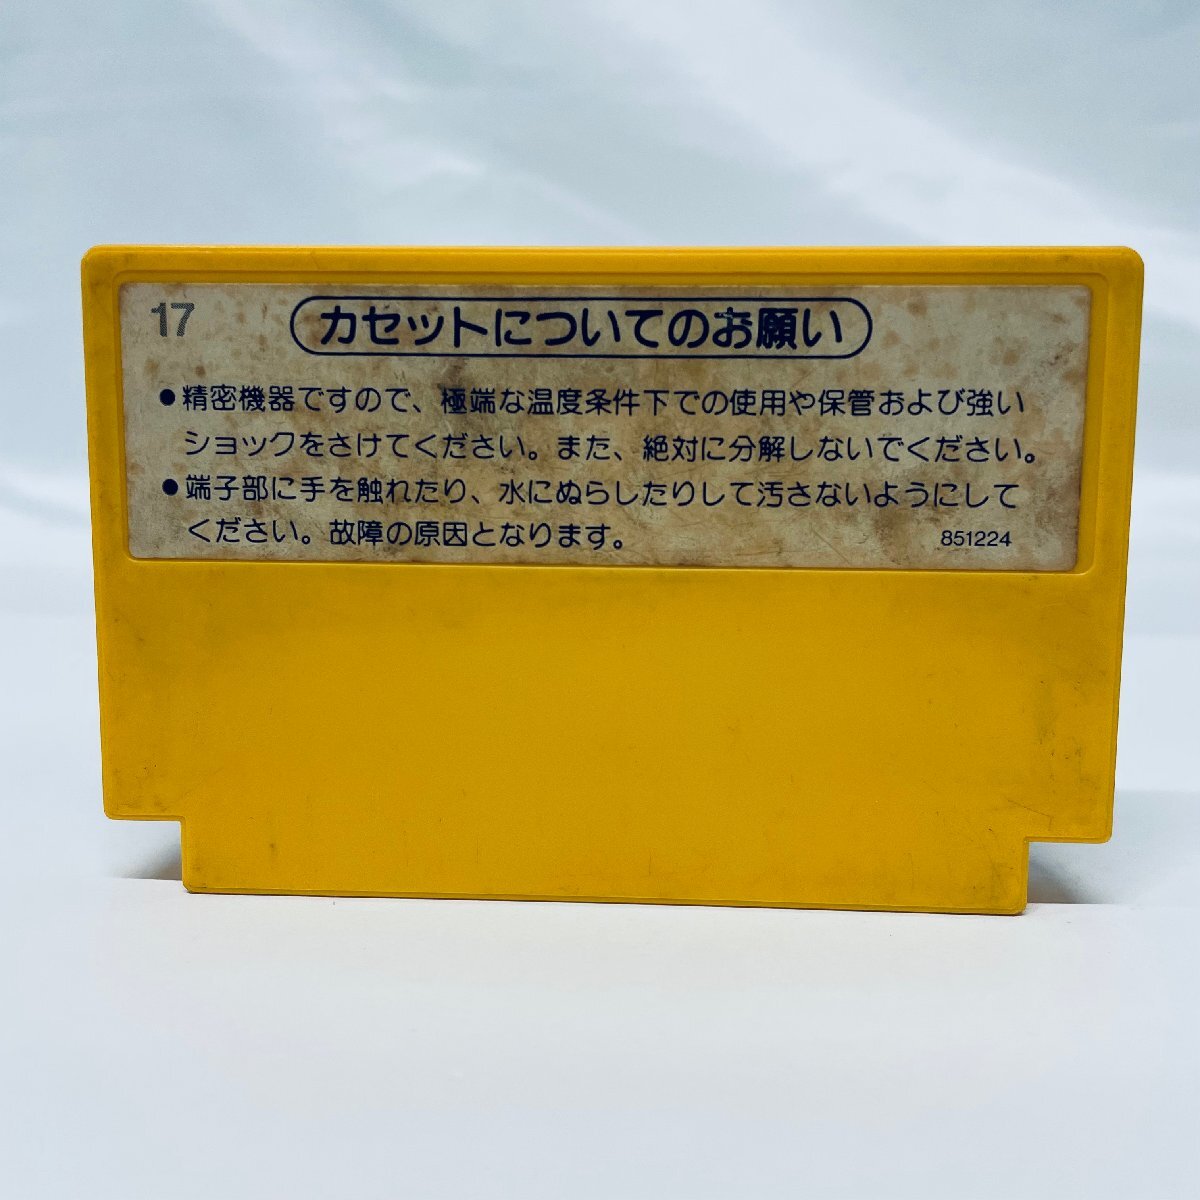 17
カセットについてのお願い
●精密機器ですので、極端な温度条件下での使用や保管および強い
ショックをさけてください。また、絶対に分解しないでください。
●端子部に手を触れたり、水にぬらしたりして汚さないようにして
ください。故障の原因となります。
851224